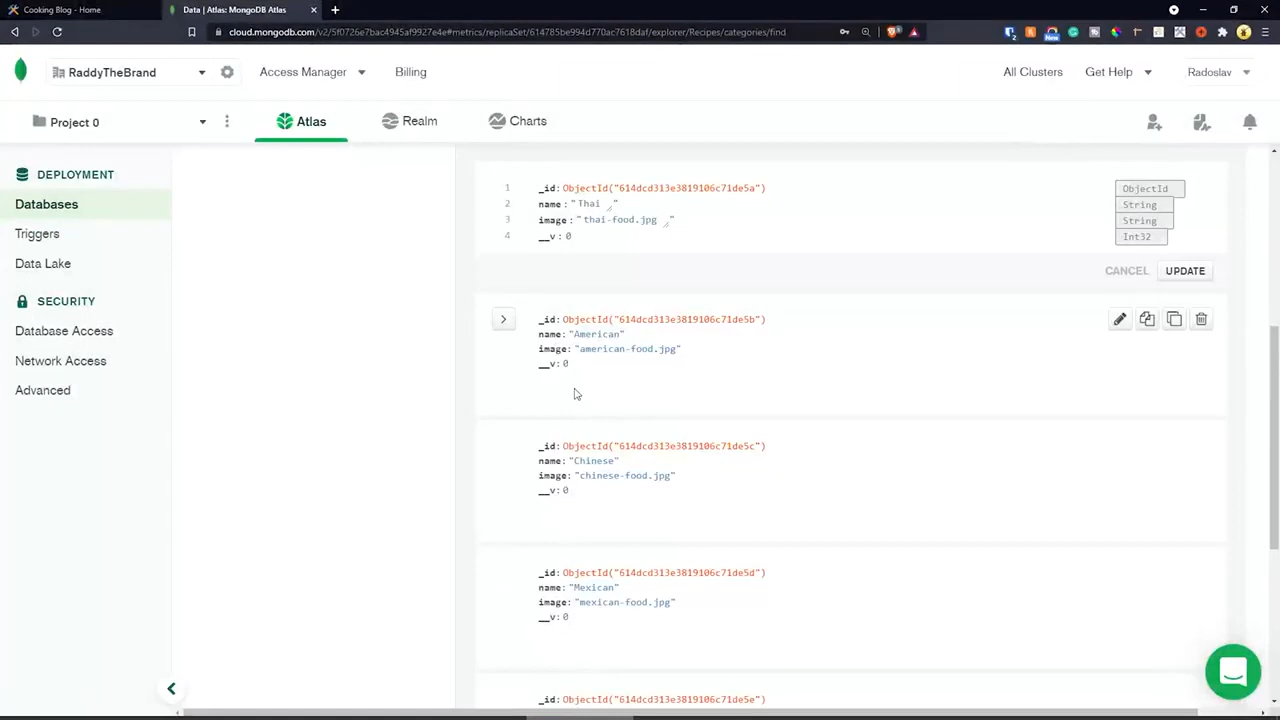 Cooking Blog - Home
Data | Atlas: MongoDB Atlas
cloud.mongodb.com/v2/5f0726e7bac4945af9927e4e#metrics/replicaSet/614785be994d770ac7618daf/explorer/Recipes/categories/find
RaddyTheBrand
Access Manager
Billing
All Clusters
Get Help
Radoslav
Project 0
Atlas
Realm
Charts
DEPLOYMENT
Databases
Triggers
Data Lake
SECURITY
Database Access
Network Access
Advanced
1 _id: ObjectId("614dcd313e3819106c71de5a") ObjectId
2 name: "Thai" String
3 image: "thai-food.jpg" String
4 __v: 0 Int32
CANCEL UPDATE
_id: ObjectId("614dcd313e3819106c71de5b")
name: "American"
image: "american-food.jpg"
__v: 0
_id: ObjectId("614dcd313e3819106c71de5c")
name: "Chinese"
image: "chinese-food.jpg"
__v: 0
_id: ObjectId("614dcd313e3819106c71de5d")
name: "Mexican"
image: "mexican-food.jpg"
__v: 0
_id: ObjectId("614dcd313e3819106c71de5e")